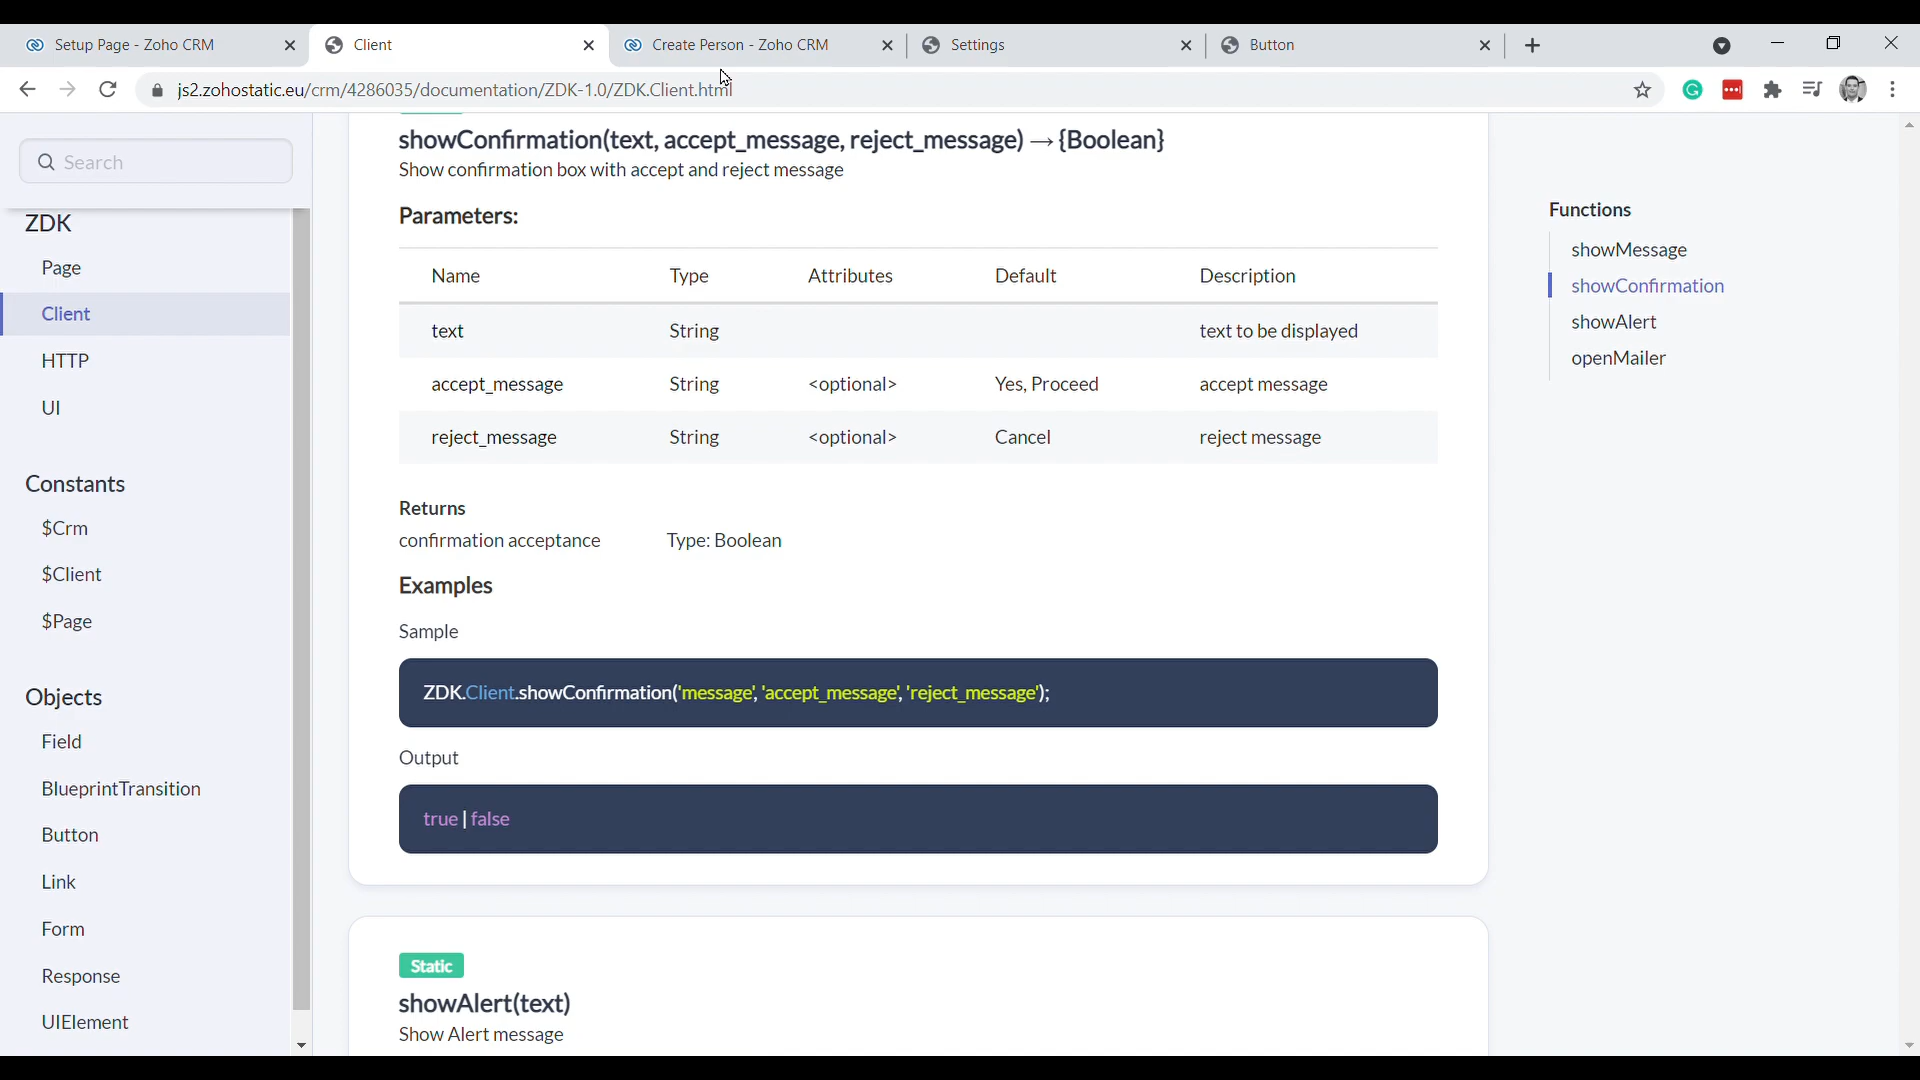 Setup Page - Zoho CRM
Client
Create Person - Zoho CRM
Settings
Button
js2.zohostatic.eu/crm/4286035/documentation/ZDK-1.0/ZDK.Client.html
Search
ZDK
Page
Client
HTTP
UI
Constants
$Crm
$Client
$Page
Objects
Field
BlueprintTransition
Button
Link
Form
Response
UIElement
showConfirmation(text, accept_message, reject_message) → {Boolean}
Show confirmation box with accept and reject message
Parameters:
Name Type Attributes Default Description
text String text to be displayed
accept_message String <optional> Yes, Proceed accept message
reject_message String <optional> Cancel reject message
Returns
confirmation acceptance Type: Boolean
Examples
Sample
ZDK.Client.showConfirmation('message', 'accept_message', 'reject_message');
Output
true | false
Static
showAlert(text)
Show Alert message
Functions
showMessage
showConfirmation
showAlert
openMailer